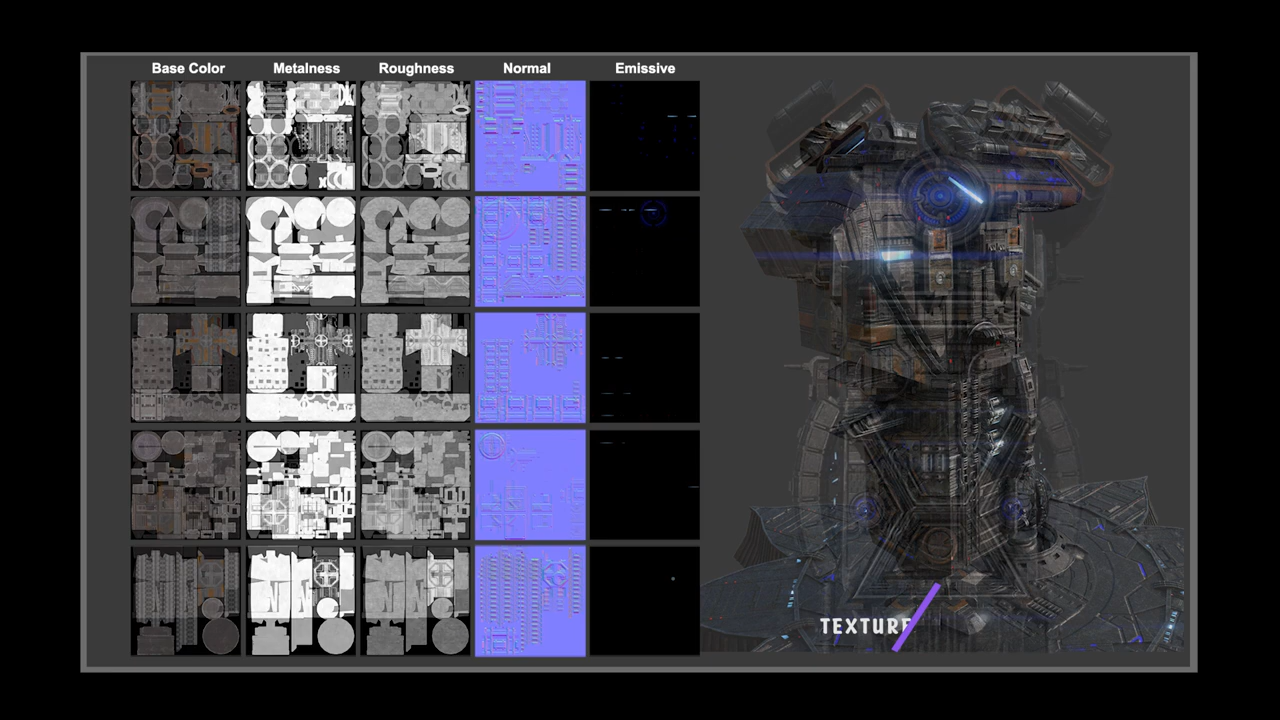 Base Color
Metalness
Roughness
Normal
Emissive
TEXTURE